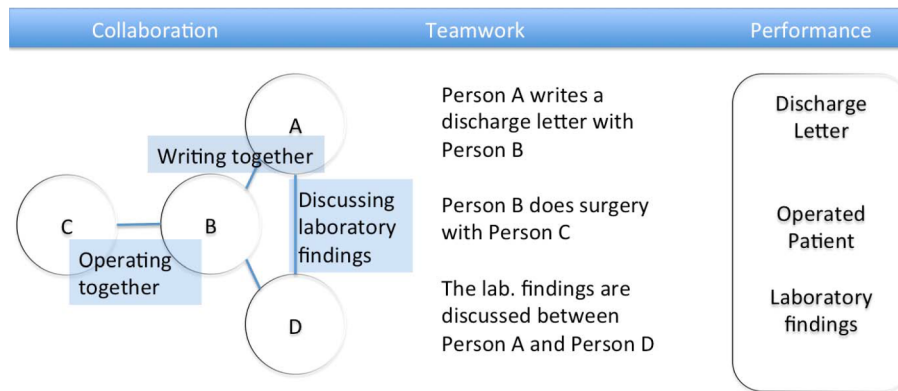 Collaboration
Teamwork
Performance
A
Writing together
C
B
Discussing
laboratory
findings
Operating
together
D
Person A writes a
discharge letter with
Person B
Person B does surgery
with Person C
The lab. findings are
discussed between
Person A and Person D
Discharge
Letter
Operated
Patient
Laboratory
findings